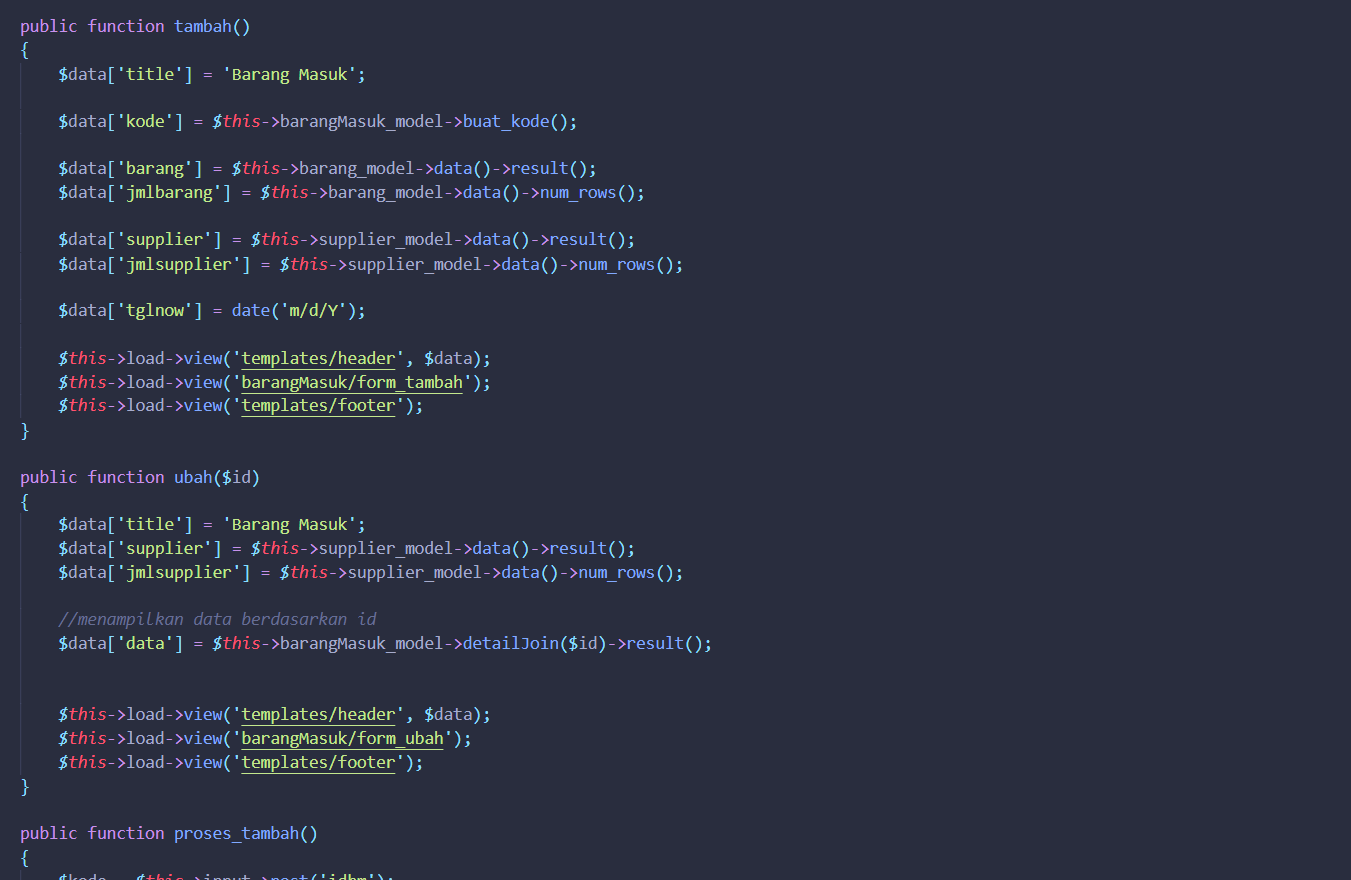 public function tambah()
{
$data['title'] = 'Barang Masuk';
$data['kode'] = $this->barangMasuk_model->buat_kode();
$data['barang'] = $this->barang_model->data()->result();
$data['jmlbarang'] = $this->barang_model->data()->num_rows();
$data['supplier'] = $this->supplier_model->data()->result();
$data['jmlsupplier'] = $this->supplier_model->data()->num_rows();
$data['tglnow'] = date('m/d/Y');
$this->load->view('templates/header', $data);
$this->load->view('barangMasuk/form_tambah');
$this->load->view('templates/footer');
}
public function ubah($id)
{
$data['title'] = 'Barang Masuk';
$data['supplier'] = $this->supplier_model->data()->result();
$data['jmlsupplier'] = $this->supplier_model->data()->num_rows();
//menampilkan data berdasarkan id
$data['data'] = $this->barangMasuk_model->detailJoin($id)->result();
$this->load->view('templates/header', $data);
$this->load->view('barangMasuk/form_ubah');
$this->load->view('templates/footer');
}
public function proses_tambah()
{
$kode = $this->input->post('idbm');